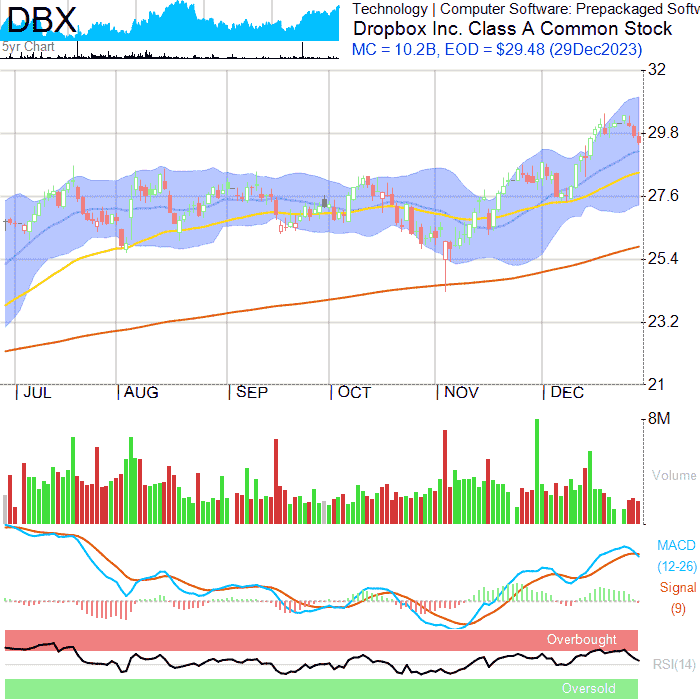 DBX
5yr Chart
Technology | Computer Software: Prepackaged Softw
Dropbox Inc. Class A Common Stock
MC = 10.2B, EOD = $29.48 (29Dec2023)
32
29.8
27.6
25.4
23.2
21
JUL AUG SEP OCT NOV DEC
8M
Volume
MACD
(12-26)
Signal
(9)
Overbought
RSI(14)
Oversold